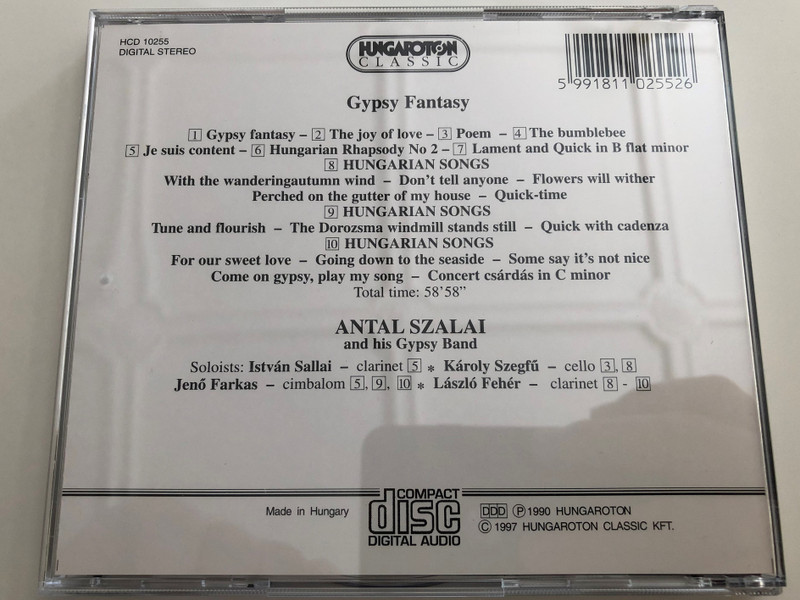 HCD 10255
DIGITAL STEREO
HUNGAROTON
CLASSIC
5 991811 025526
Gypsy Fantasy
1 Gypsy fantasy – 2 The joy of love – 3 Poem – 4 The bumblebee
5 Je suis content – 6 Hungarian Rhapsody No 2 – 7 Lament and Quick in B flat minor
8 HUNGARIAN SONGS
With the wanderingautumn wind – Don't tell anyone – Flowers will wither
Perched on the gutter of my house – Quick-time
9 HUNGARIAN SONGS
Tune and flourish – The Dorozsma windmill stands still – Quick with cadenza
10 HUNGARIAN SONGS
For our sweet love – Going down to the seaside – Some say it's not nice
Come on gypsy, play my song – Concert csárdás in C minor
Total time: 58'58"
ANTAL SZALAI
and his Gypsy Band
Soloists: István Sallai – clarinet 5 * Károly Szegfű – cello 3, 8
Jenő Farkas – cimbalom 5, 9, 10 * László Fehér – clarinet 8 - 10
Made in Hungary
COMPACT
disc
DIGITAL AUDIO
DDD Ⓟ 1990 HUNGAROTON
© 1997 HUNGAROTON CLASSIC KFT.